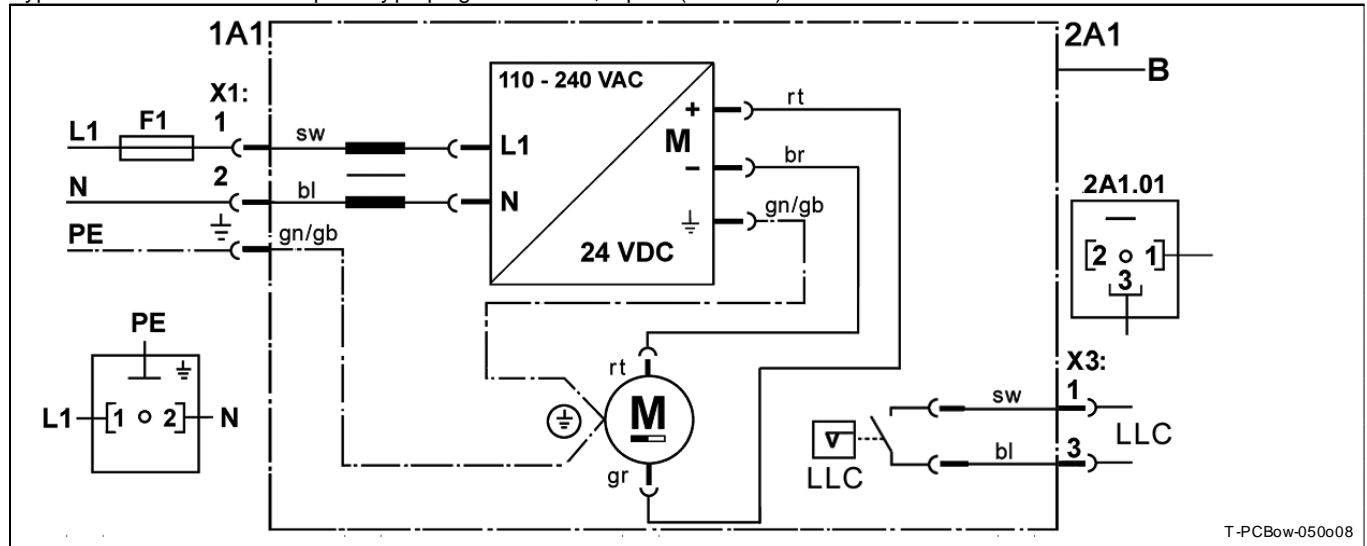 1A1
2A1
B
110 - 240 VAC
X1:
L1
F1
1
sw
L1
+
M
rt
N
2
bl
N
–
br
PE
gn/gb
gn/gb
24 VDC
2A1.01
2
1
3
PE
L1
1
2
N
rt
M
gr
X3:
sw
1
LLC
bl
3
LLC
T-PCBow-050o08